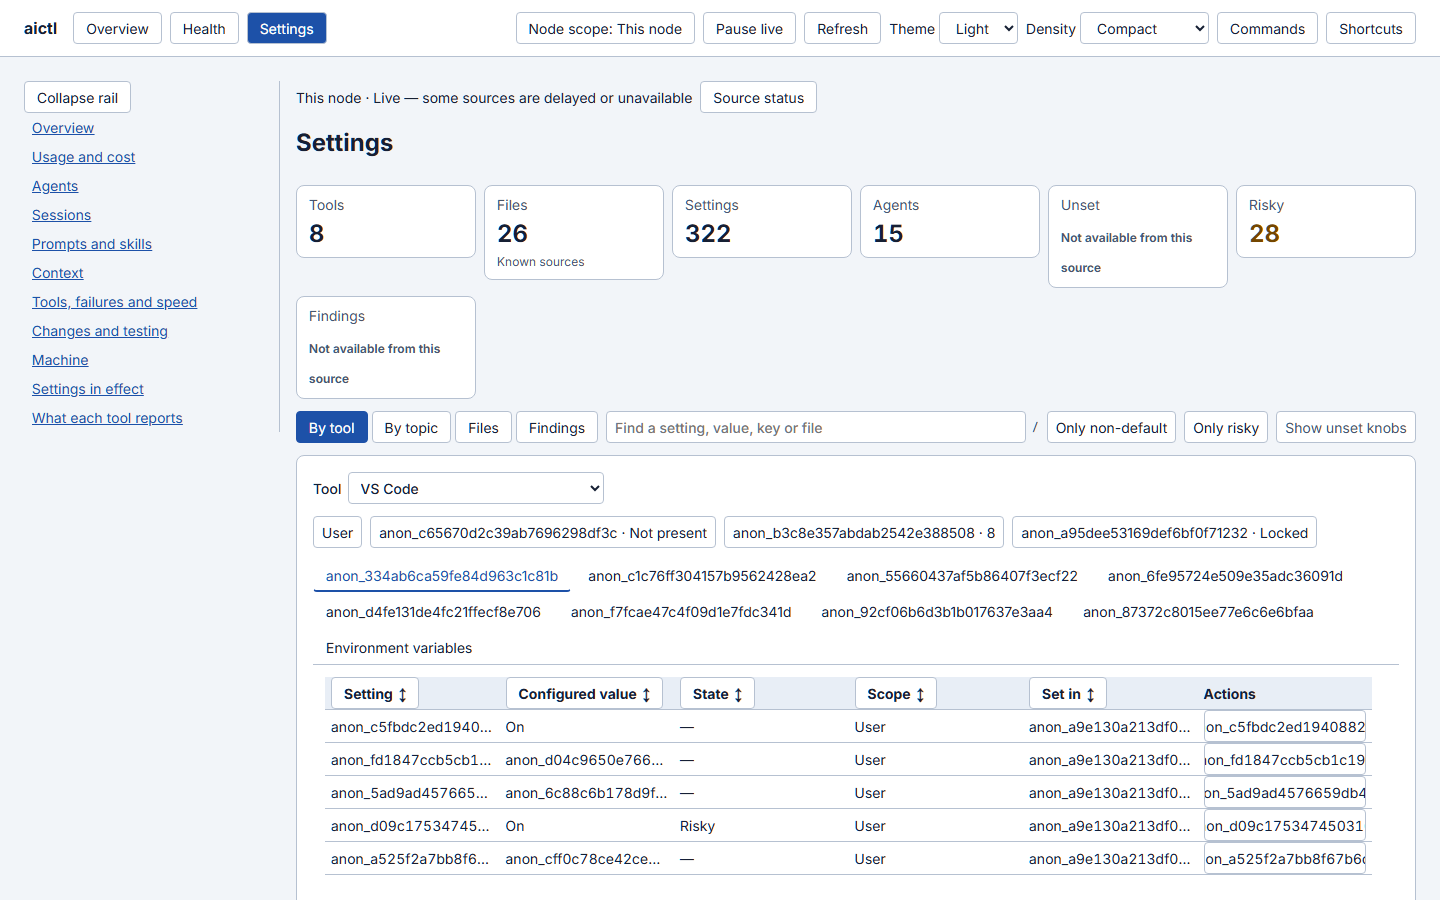 aictl Overview Health Settings Node scope: This node Pause live Refresh Theme Light Density Compact Commands Shortcuts
Collapse rail
Overview
Usage and cost
Agents
Sessions
Prompts and skills
Context
Tools, failures and speed
Changes and testing
Machine
Settings in effect
What each tool reports
This node · Live — some sources are delayed or unavailable Source status
Settings
Tools
8
Files
26
Known sources
Settings
322
Agents
15
Unset
Not available from this
source
Risky
28
Findings
Not available from this
source
By tool By topic Files Findings Find a setting, value, key or file / Only non-default Only risky Show unset knobs
Tool VS Code
User anon_c65670d2c39ab7696298df3c · Not present anon_b3c8e357abdab2542e388508 · 8 anon_a95dee53169def6bf0f71232 · Locked
anon_334ab6ca59fe84d963c1c81b anon_c1c76ff304157b9562428ea2 anon_55660437af5b86407f3ecf22 anon_6fe95724e509e35adc36091d
anon_d4fe131de4fc21ffecf8e706 anon_f7fcae47c4f09d1e7fdc341d anon_92cf06b6d3b1b017637e3aa4 anon_87372c8015ee77e6c6e6bfaa
Environment variables
Setting ↕ Configured value ↕ State ↕ Scope ↕ Set in ↕ Actions
anon_c5fbdc2ed1940... On — User anon_a9e130a213df0... on_c5fbdc2ed1940882
anon_fd1847ccb5cb1... anon_d04c9650e766... — User anon_a9e130a213df0... on_fd1847ccb5cb1c19
anon_5ad9ad457665... anon_6c88c6b178d9f... — User anon_a9e130a213df0... on_5ad9ad4576659db4
anon_d09c17534745... On Risky User anon_a9e130a213df0... on_d09c17534745031
anon_a525f2a7bb8f6... anon_cff0c78ce42ce... — User anon_a9e130a213df0... on_a525f2a7bb8f67b6